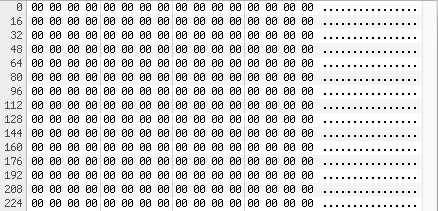 0 00 00 00 00 00 00 00 00 00 00 00 00 00 00 00 00 ................
16 00 00 00 00 00 00 00 00 00 00 00 00 00 00 00 00 ................
32 00 00 00 00 00 00 00 00 00 00 00 00 00 00 00 00 ................
48 00 00 00 00 00 00 00 00 00 00 00 00 00 00 00 00 ................
64 00 00 00 00 00 00 00 00 00 00 00 00 00 00 00 00 ................
80 00 00 00 00 00 00 00 00 00 00 00 00 00 00 00 00 ................
96 00 00 00 00 00 00 00 00 00 00 00 00 00 00 00 00 ................
112 00 00 00 00 00 00 00 00 00 00 00 00 00 00 00 00 ................
128 00 00 00 00 00 00 00 00 00 00 00 00 00 00 00 00 ................
144 00 00 00 00 00 00 00 00 00 00 00 00 00 00 00 00 ................
160 00 00 00 00 00 00 00 00 00 00 00 00 00 00 00 00 ................
176 00 00 00 00 00 00 00 00 00 00 00 00 00 00 00 00 ................
192 00 00 00 00 00 00 00 00 00 00 00 00 00 00 00 00 ................
208 00 00 00 00 00 00 00 00 00 00 00 00 00 00 00 00 ................
224 00 00 00 00 00 00 00 00 00 00 00 00 00 00 00 00 ................